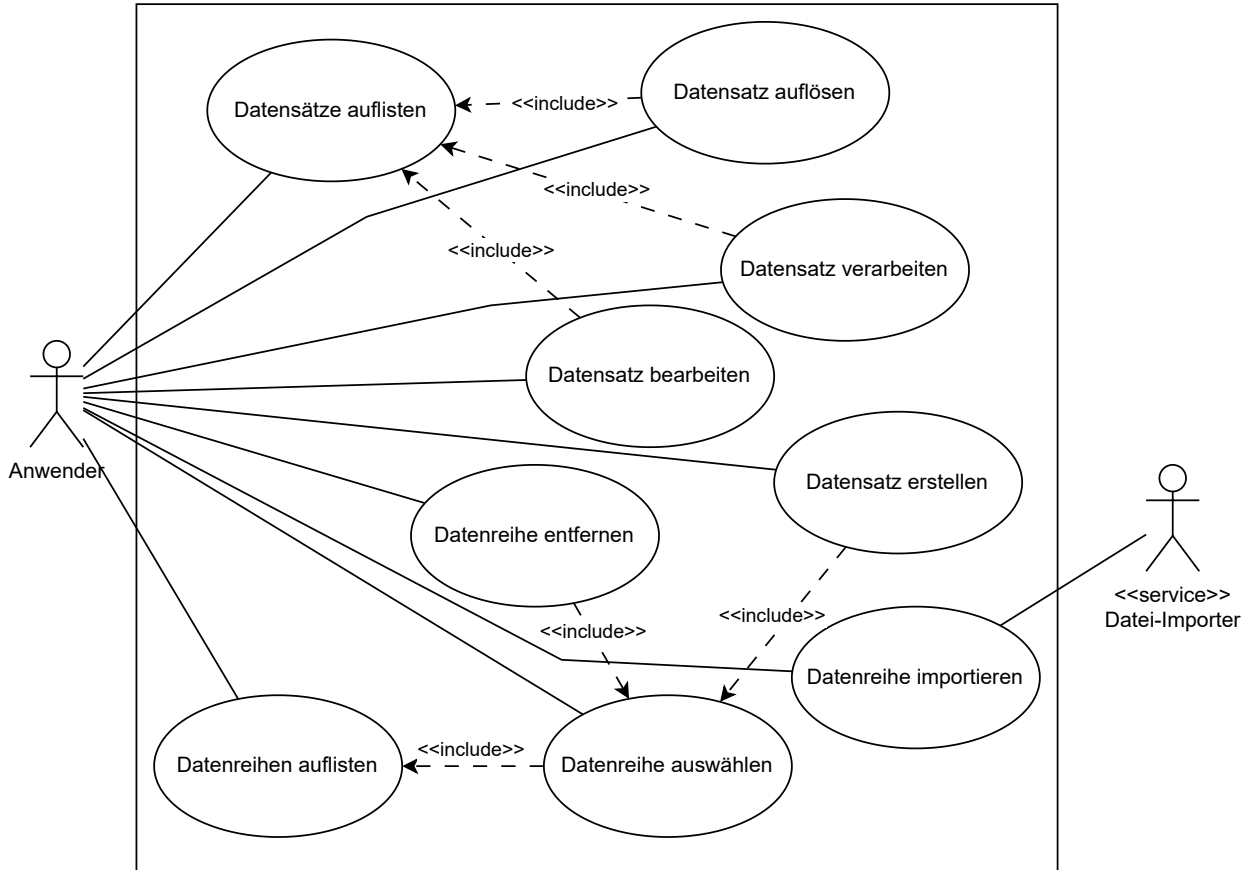 Datensatz auflösen
<<include>>
Datensätze auflisten
<<include>>
<<include>>
Datensatz verarbeiten
Datensatz bearbeiten
Anwender
Datensatz erstellen
Datenreihe entfernen
<<service>>
Datei-Importer
<<include>>
<<include>>
Datenreihe importieren
<<include>>
Datenreihen auflisten
Datenreihe auswählen